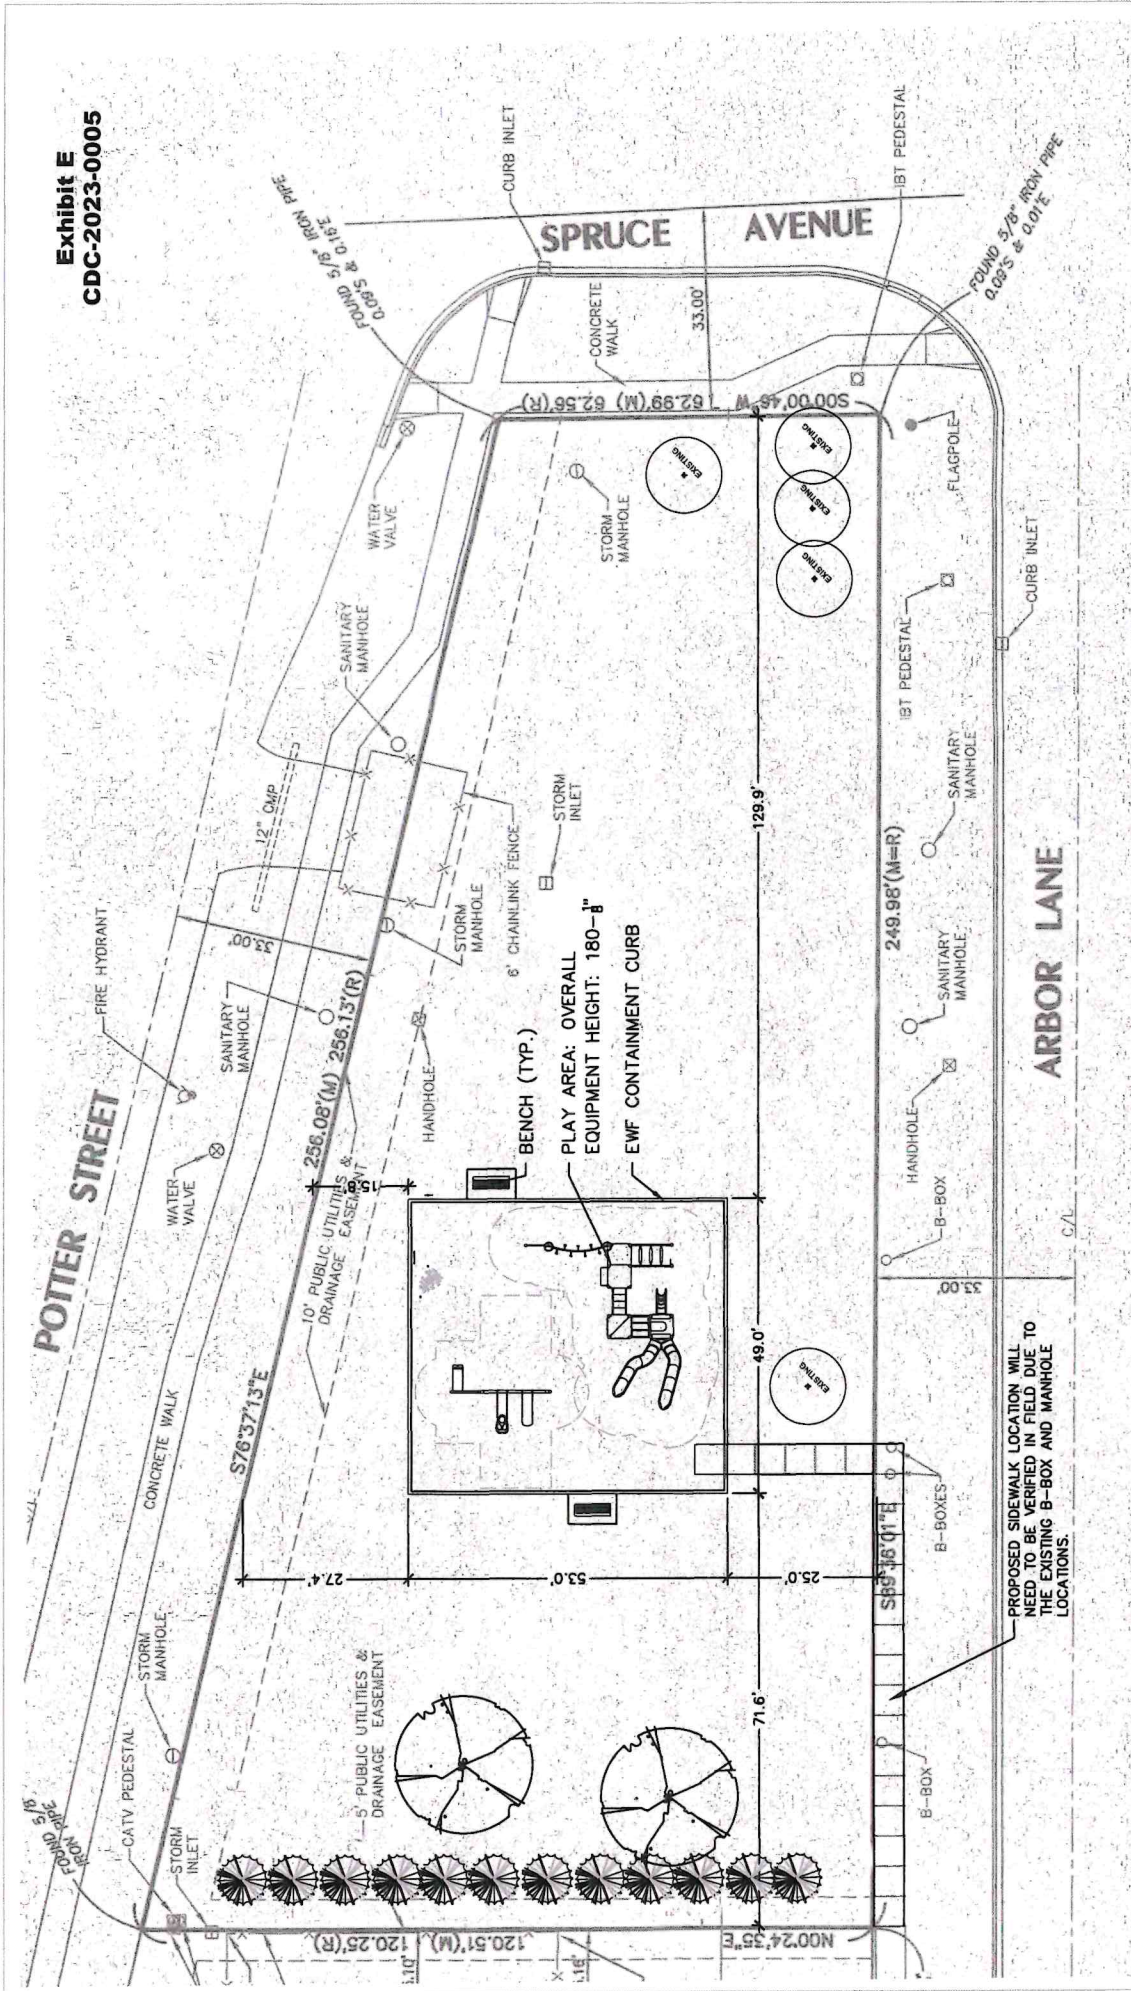 Exhibit E
CDC-2023-0005
POTTER STREET
SPRUCE AVENUE
ARBOR LANE
FOUND 5/8" IRON PIPE
0.09'S & 0.16'E
CURB INLET
IBT PEDESTAL
FOUND 5/8" IRON PIPE
0.09'S & 0.01'E
CONCRETE
WALK
33.00'
S00°00'46"W
62.99'(M) 62.56'(R)
WATER
VALVE
STORM
MANHOLE
EXISTING
EXISTING
EXISTING
EXISTING
FLAGPOLE
SANITARY
MANHOLE
IBT PEDESTAL
CURB INLET
12" CMP
FIRE HYDRANT
33.00'
STORM
INLET
6' CHAINLINK FENCE
STORM
MANHOLE
129.9'
249.98'(M=R)
SANITARY
MANHOLE
SANITARY
MANHOLE
SANITARY
MANHOLE
256.08'(M) 256.13'(R)
HANDHOLE
HANDHOLE
BENCH (TYP.)
PLAY AREA: OVERALL
EQUIPMENT HEIGHT: 180-
EWF CONTAINMENT CURB
WATER
VALVE
10' PUBLIC UTILITIES &
DRAINAGE EASEMENT
B-BOX
33.00'
C/L
S76°37'13"E
CONCRETE WALK
49.0'
EXISTING
27.4'
53.0'
25.0'
S89°36'01"E
B-BOXES
PROPOSED SIDEWALK LOCATION WILL
NEED TO BE VERIFIED IN FIELD DUE TO
THE EXISTING B-BOX AND MANHOLE
LOCATIONS.
STORM
MANHOLE
5' PUBLIC UTILITIES &
DRAINAGE EASEMENT
71.6'
B-BOX
CATV PEDESTAL
STORM
INLET
FOUND 5/8
IRON PIPE
120.51'(M) 120.25'(R)
N00°24'35"E